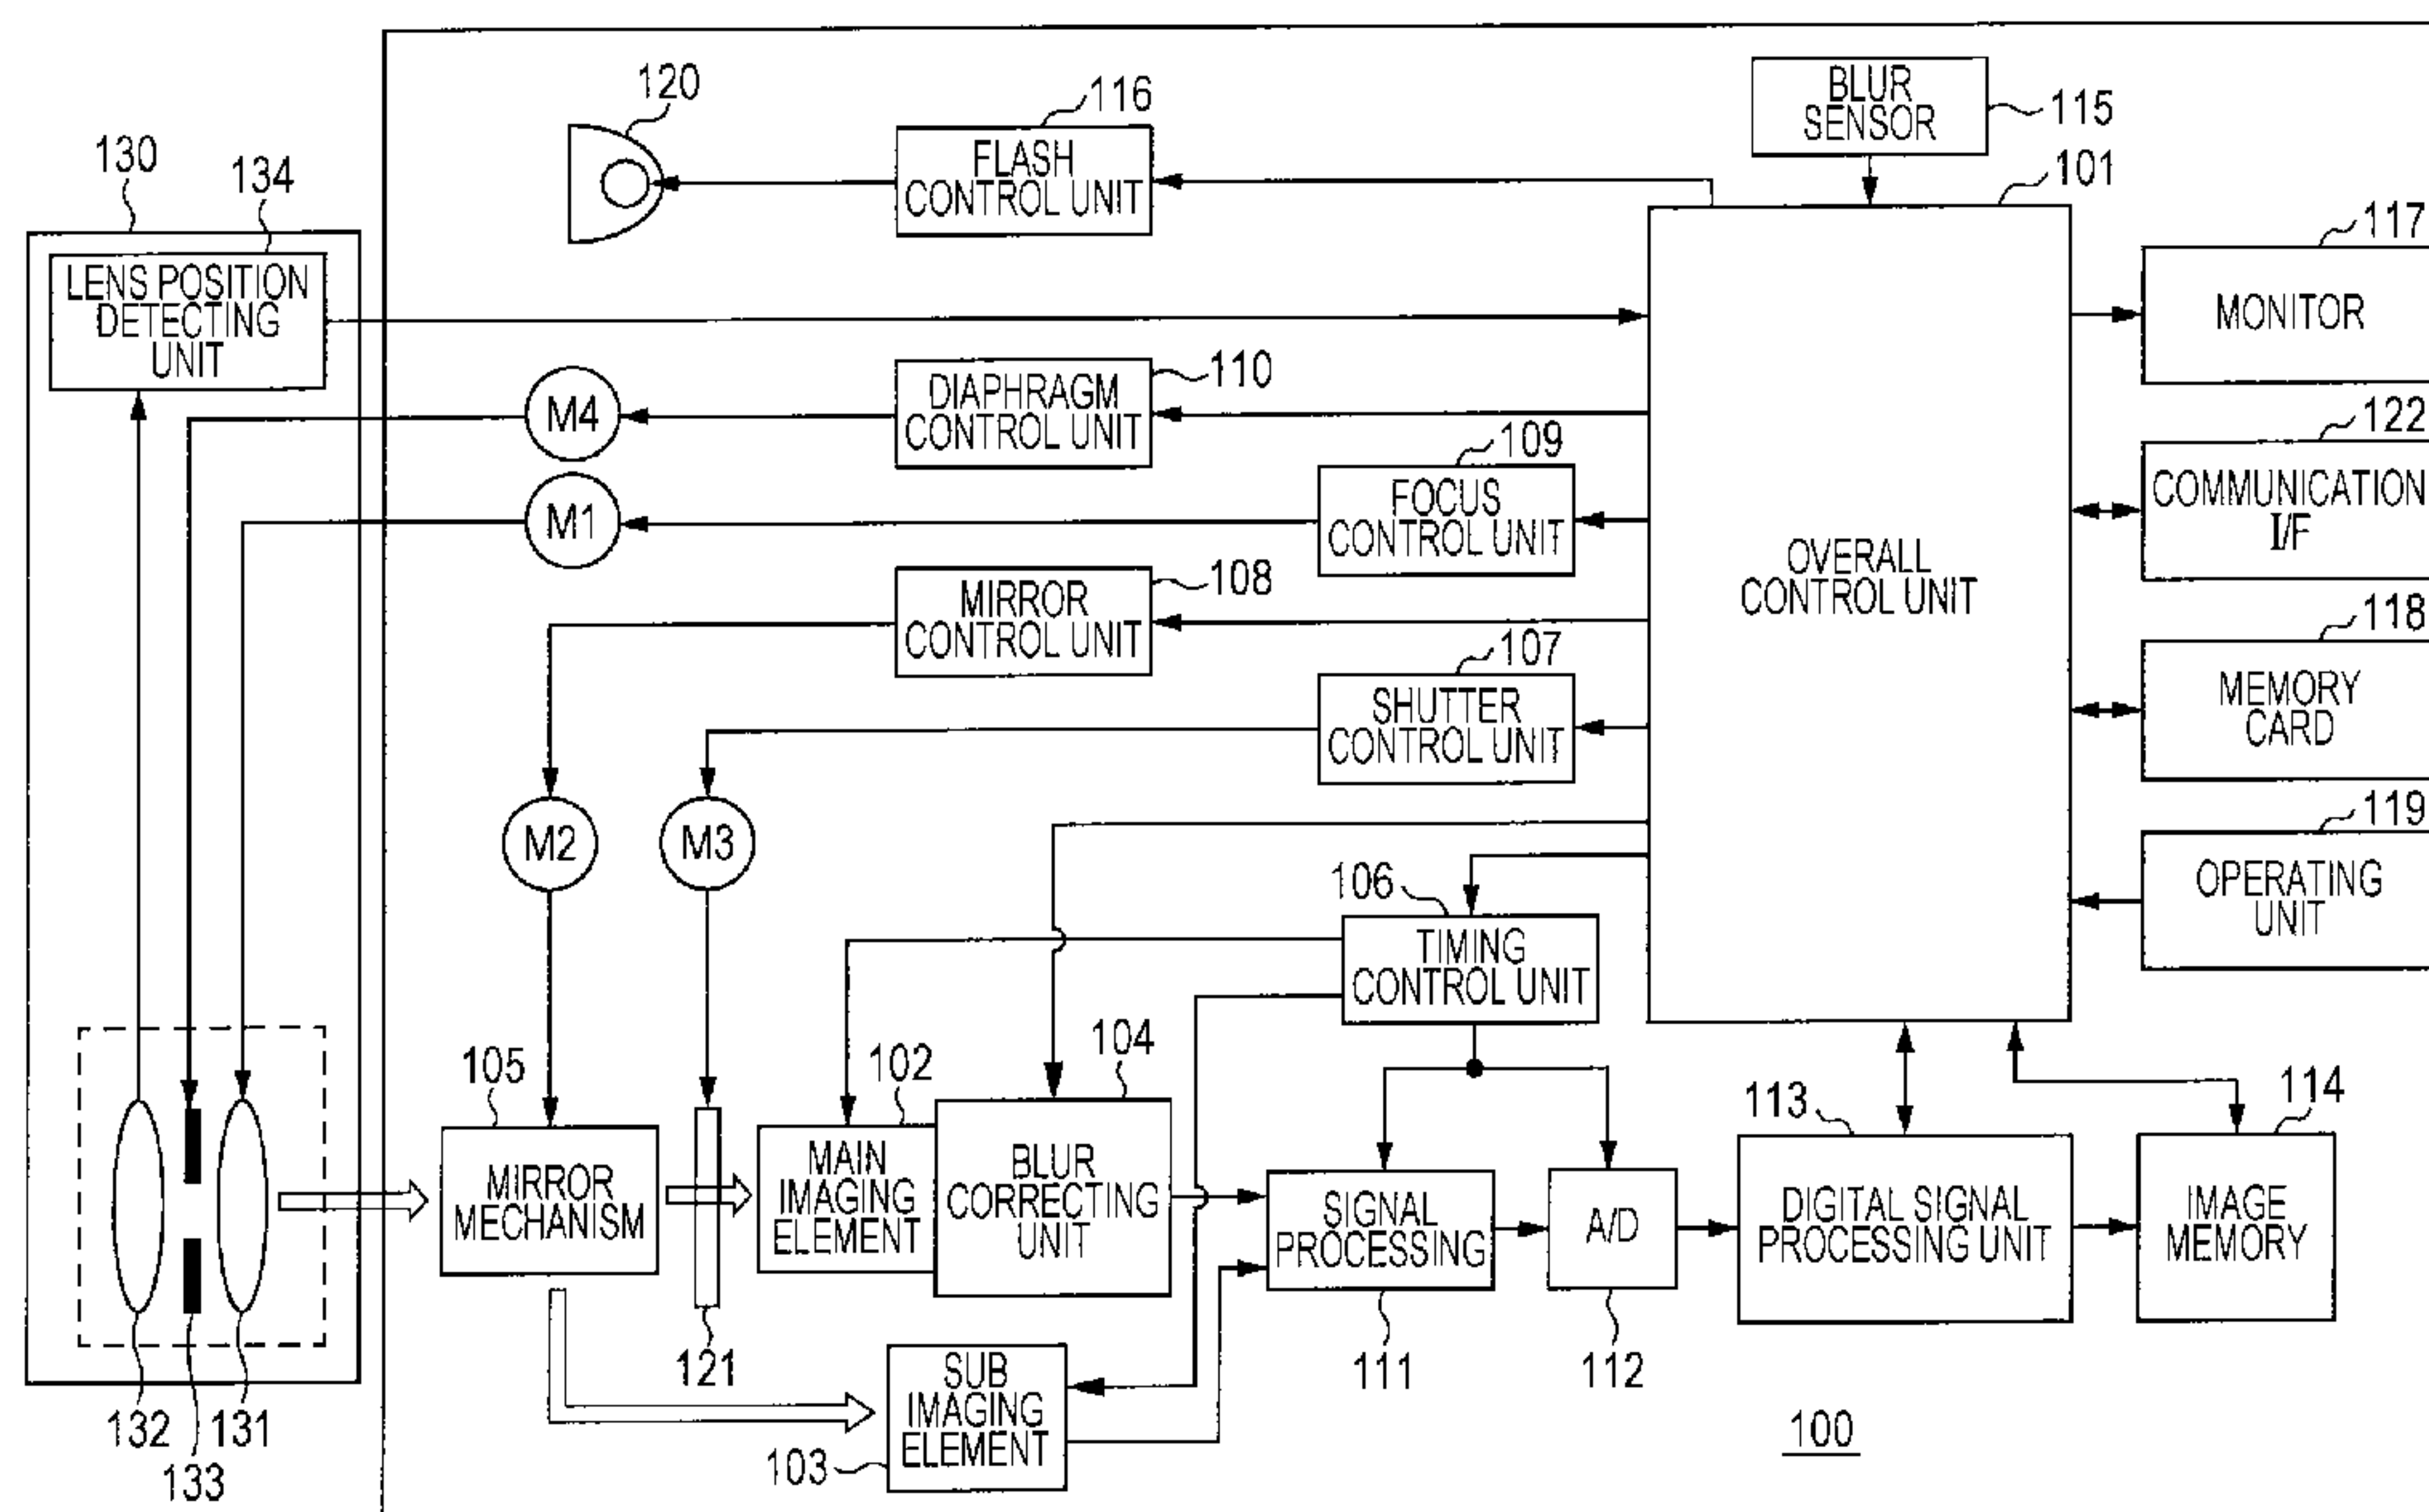 120
116
BLUR
SENSOR
115
130
134
FLASH
CONTROL UNIT
101
117
LENS POSITION
DETECTING
UNIT
MONITOR
M4
DIAPHRAGM
CONTROL UNIT
110
109
122
M1
FOCUS
CONTROL UNIT
COMMUNICATION
I/F
OVERALL
CONTROL UNIT
MIRROR
CONTROL UNIT
108
107
118
SHUTTER
CONTROL UNIT
MEMORY
CARD
M2
M3
119
106
OPERATING
UNIT
TIMING
CONTROL UNIT
105
102
104
113
114
MIRROR
MECHANISM
MAIN
IMAGING
ELEMENT
BLUR
CORRECTING
UNIT
SIGNAL
PROCESSING
A/D
DIGITAL SIGNAL
PROCESSING UNIT
IMAGE
MEMORY
121
111
112
132
131
133
SUB
IMAGING
ELEMENT
103
100